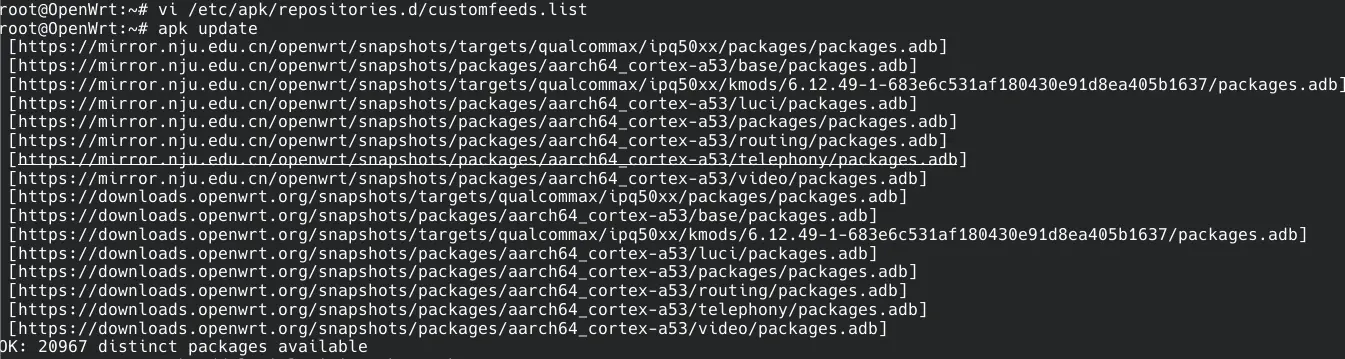 root@OpenWrt:~# vi /etc/apk/repositories.d/customfeeds.list
root@OpenWrt:~# apk update
[https://mirror.nju.edu.cn/openwrt/snapshots/targets/qualcommax/ipq50xx/packages/packages.adb]
[https://mirror.nju.edu.cn/openwrt/snapshots/packages/aarch64_cortex-a53/base/packages.adb]
[https://mirror.nju.edu.cn/openwrt/snapshots/targets/qualcommax/ipq50xx/kmods/6.12.49-1-683e6c531af180430e91d8ea405b1637/packages.adb]
[https://mirror.nju.edu.cn/openwrt/snapshots/packages/aarch64_cortex-a53/luci/packages.adb]
[https://mirror.nju.edu.cn/openwrt/snapshots/packages/aarch64_cortex-a53/packages/packages.adb]
[https://mirror.nju.edu.cn/openwrt/snapshots/packages/aarch64_cortex-a53/routing/packages.adb]
[https://mirror.nju.edu.cn/openwrt/snapshots/packages/aarch64_cortex-a53/telephony/packages.adb]
[https://mirror.nju.edu.cn/openwrt/snapshots/packages/aarch64_cortex-a53/video/packages.adb]
[https://downloads.openwrt.org/snapshots/targets/qualcommax/ipq50xx/packages/packages.adb]
[https://downloads.openwrt.org/snapshots/packages/aarch64_cortex-a53/base/packages.adb]
[https://downloads.openwrt.org/snapshots/targets/qualcommax/ipq50xx/kmods/6.12.49-1-683e6c531af180430e91d8ea405b1637/packages.adb]
[https://downloads.openwrt.org/snapshots/packages/aarch64_cortex-a53/luci/packages.adb]
[https://downloads.openwrt.org/snapshots/packages/aarch64_cortex-a53/packages/packages.adb]
[https://downloads.openwrt.org/snapshots/packages/aarch64_cortex-a53/routing/packages.adb]
[https://downloads.openwrt.org/snapshots/packages/aarch64_cortex-a53/telephony/packages.adb]
[https://downloads.openwrt.org/snapshots/packages/aarch64_cortex-a53/video/packages.adb]
OK: 20967 distinct packages available